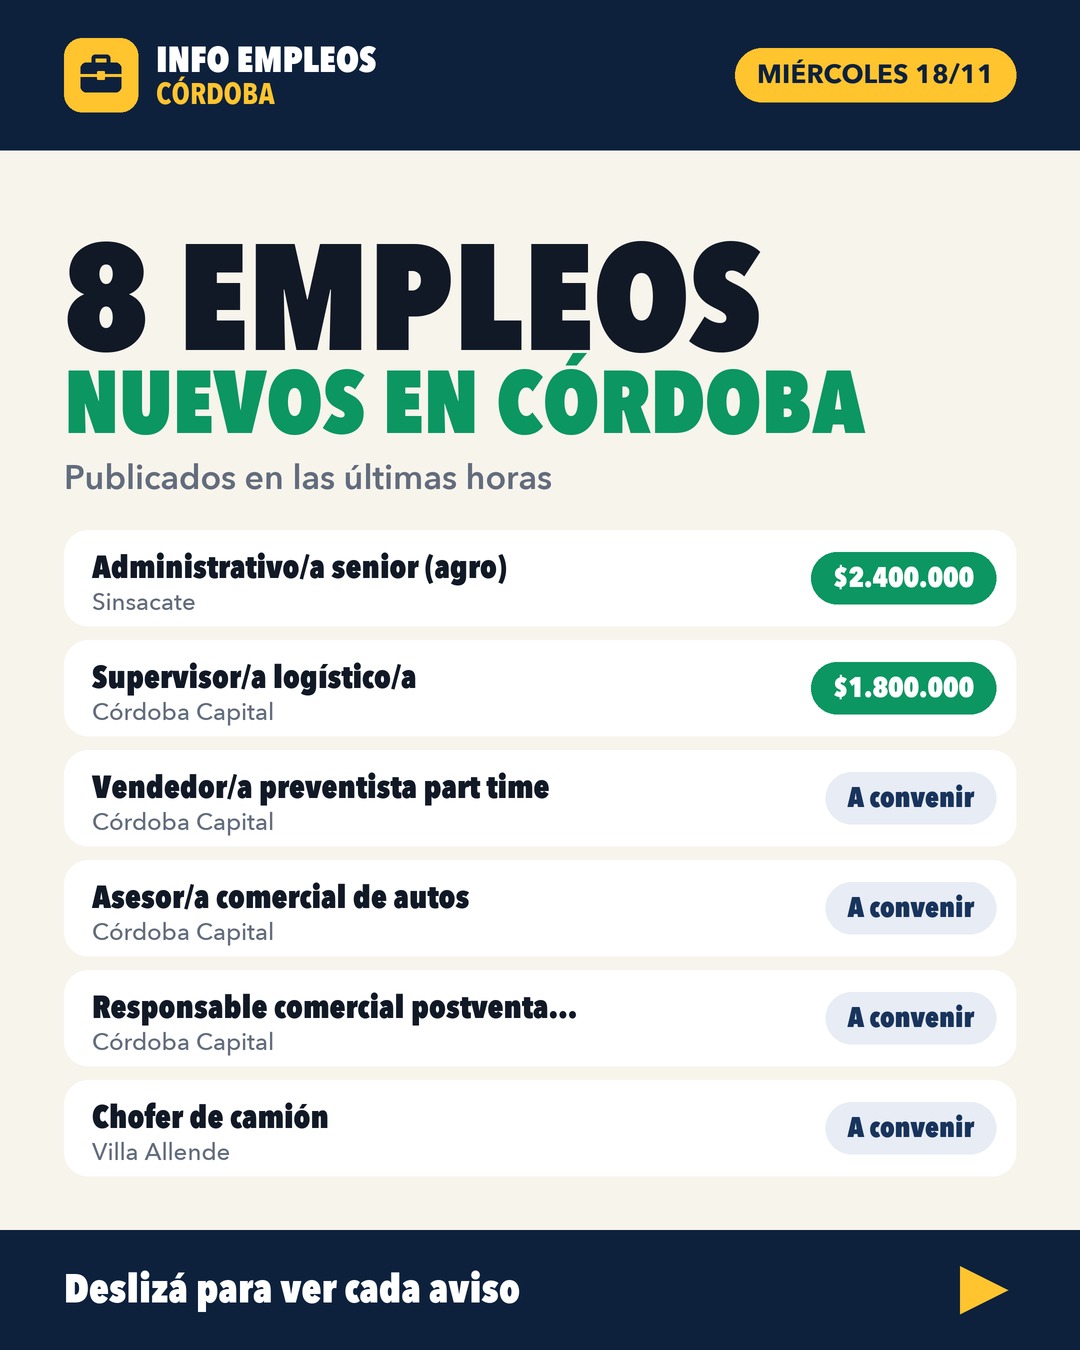 INFO EMPLEOS
CÓRDOBA
MIÉRCOLES 18/11
8 EMPLEOS
NUEVOS EN CÓRDOBA
Publicados en las últimas horas
Administrativo/a senior (agro)
Sinsacate
$2.400.000
Supervisor/a logístico/a
Córdoba Capital
$1.800.000
Vendedor/a preventista part time
Córdoba Capital
A convenir
Asesor/a comercial de autos
Córdoba Capital
A convenir
Responsable comercial postventa...
Córdoba Capital
A convenir
Chofer de camión
Villa Allende
A convenir
Deslizá para ver cada aviso